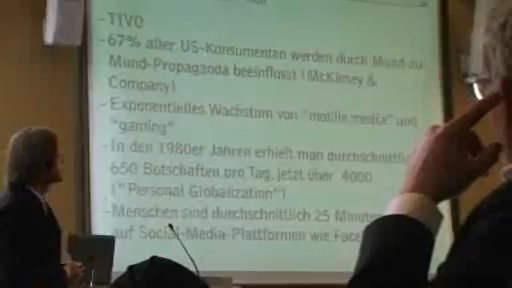 - TIVO
- 67% aller US-Konsumenten werden durch Mund-zu
Mund-Propaganda beeinflusst (McKinsey &
Company)
- Exponentielles Wachstum von "mobile media" und
"gaming"
- In den 1980er Jahren erhielt man durchschnittlic
650 Botschaften pro Tag, jetzt über 4000
("Personal Globalization")
- Menschen sind durchschnittlich 25 Minuten
auf Social-Media-Plattformen wie Face